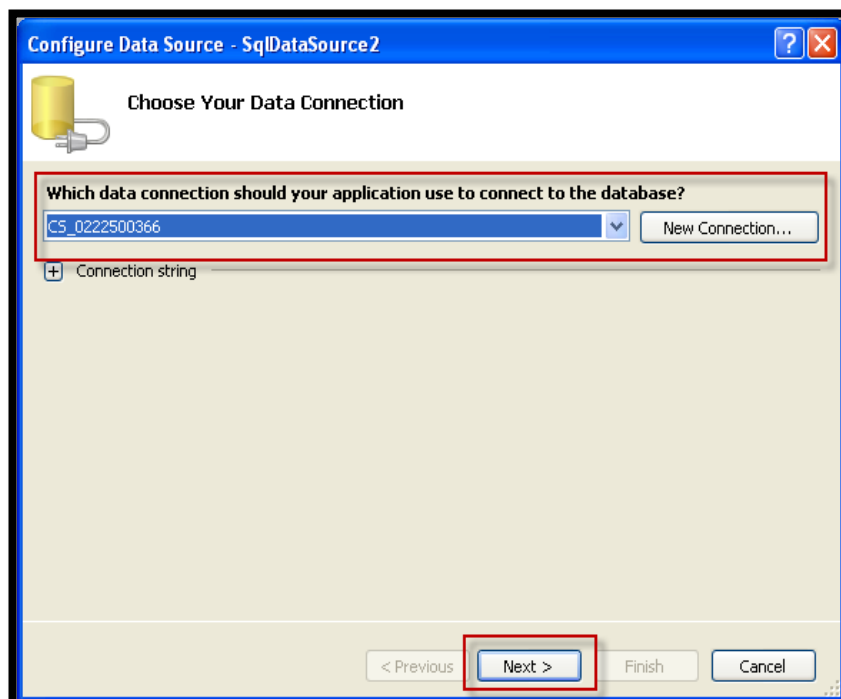 Configure Data Source - SqlDataSource2
Choose Your Data Connection
Which data connection should your application use to connect to the database?
CS_0222500366 New Connection...
+ Connection string
< Previous Next > Finish Cancel